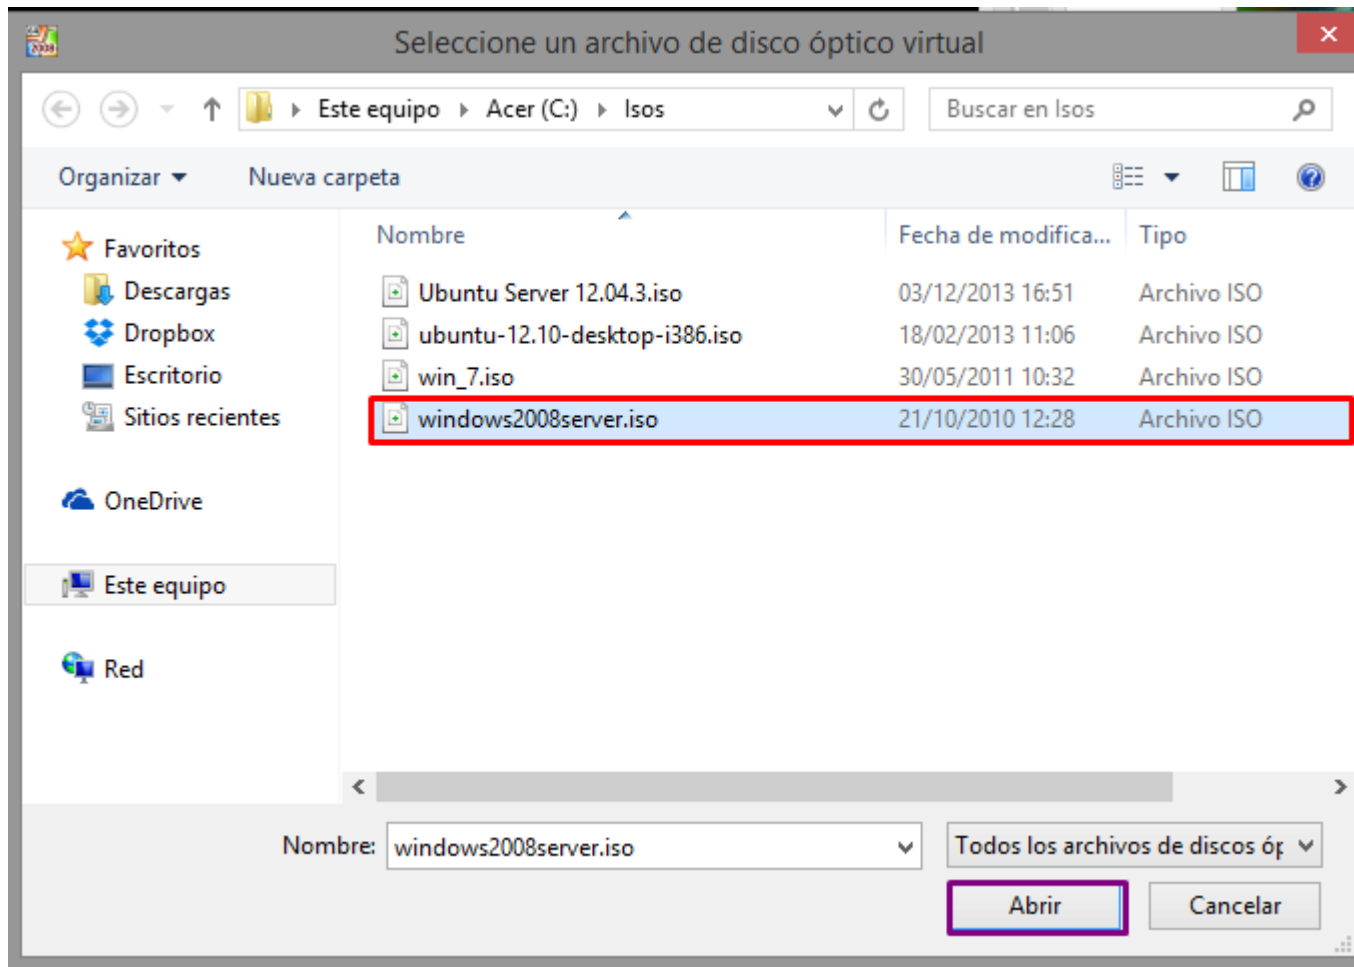 Seleccione un archivo de disco óptico virtual
Este equipo Acer (C:) Isos
Buscar en Isos
Organizar
Nueva carpeta
Nombre
Fecha de modifica...
Tipo
Favoritos
Descargas
Dropbox
Escritorio
Sitios recientes
OneDrive
Este equipo
Red
Ubuntu Server 12.04.3.iso 03/12/2013 16:51 Archivo ISO
ubuntu-12.10-desktop-i386.iso 18/02/2013 11:06 Archivo ISO
win_7.iso 30/05/2011 10:32 Archivo ISO
windows2008server.iso 21/10/2010 12:28 Archivo ISO
Nombre: windows2008server.iso
Todos los archivos de discos óp
Abrir
Cancelar